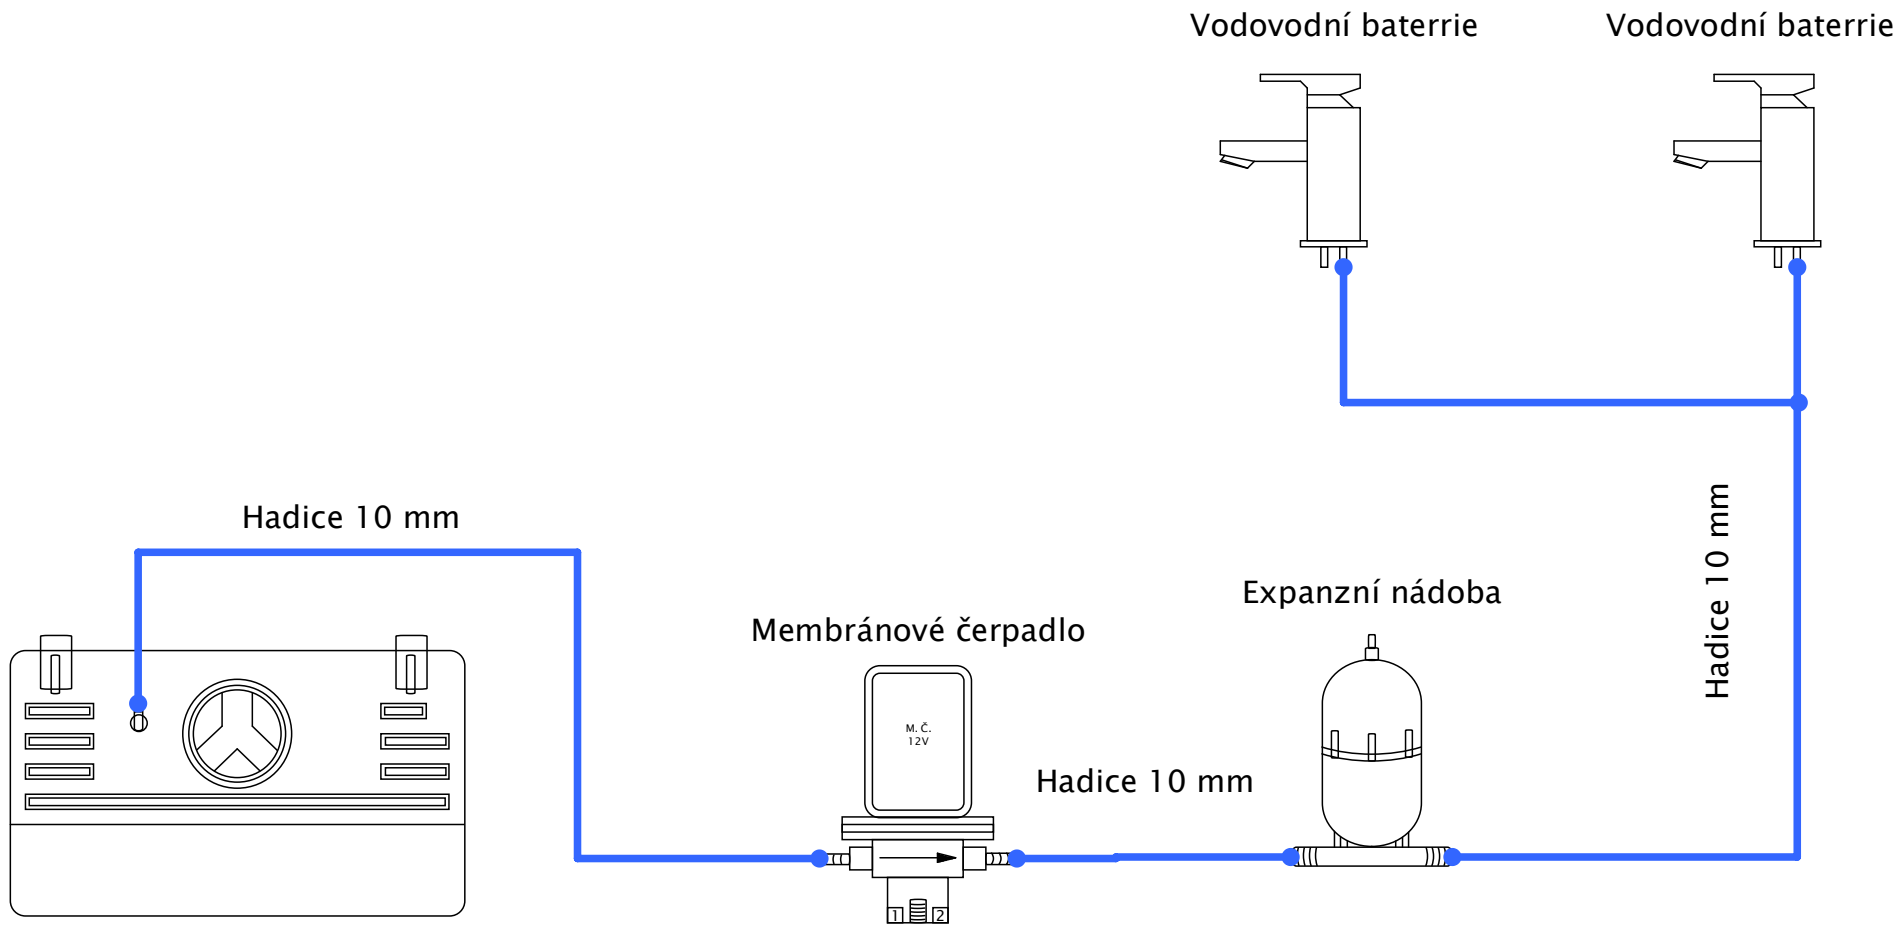 Vodovodní baterrie
Vodovodní baterrie
Hadice 10 mm
Hadice 10 mm
Expanzní nádoba
Membránové čerpadlo
M. Č.
12V
Hadice 10 mm
1
2